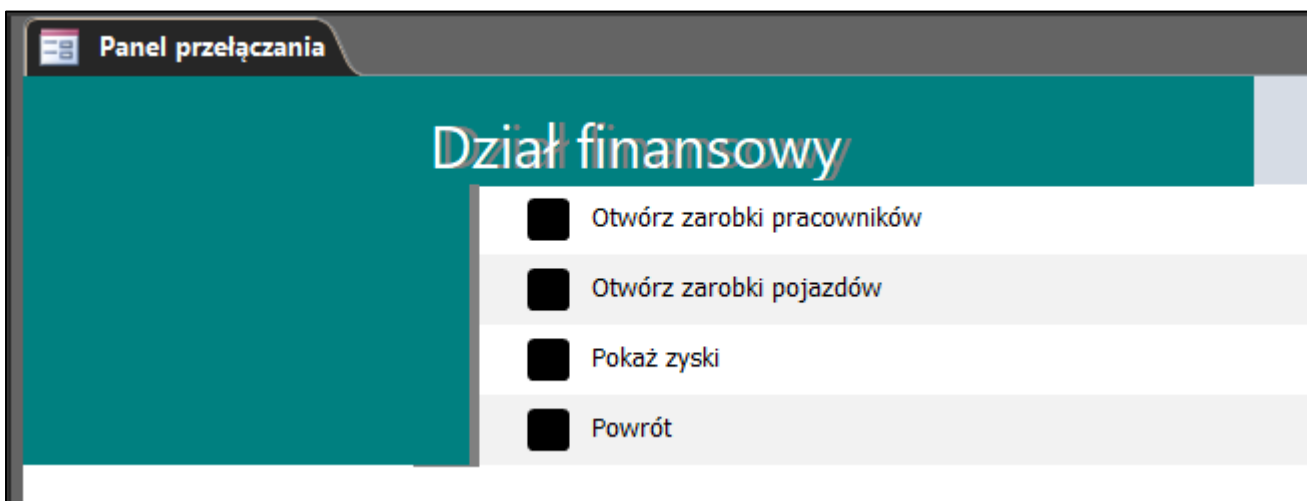 Panel przełączania
Dział finansowy
Otwórz zarobki pracowników
Otwórz zarobki pojazdów
Pokaż zyski
Powrót